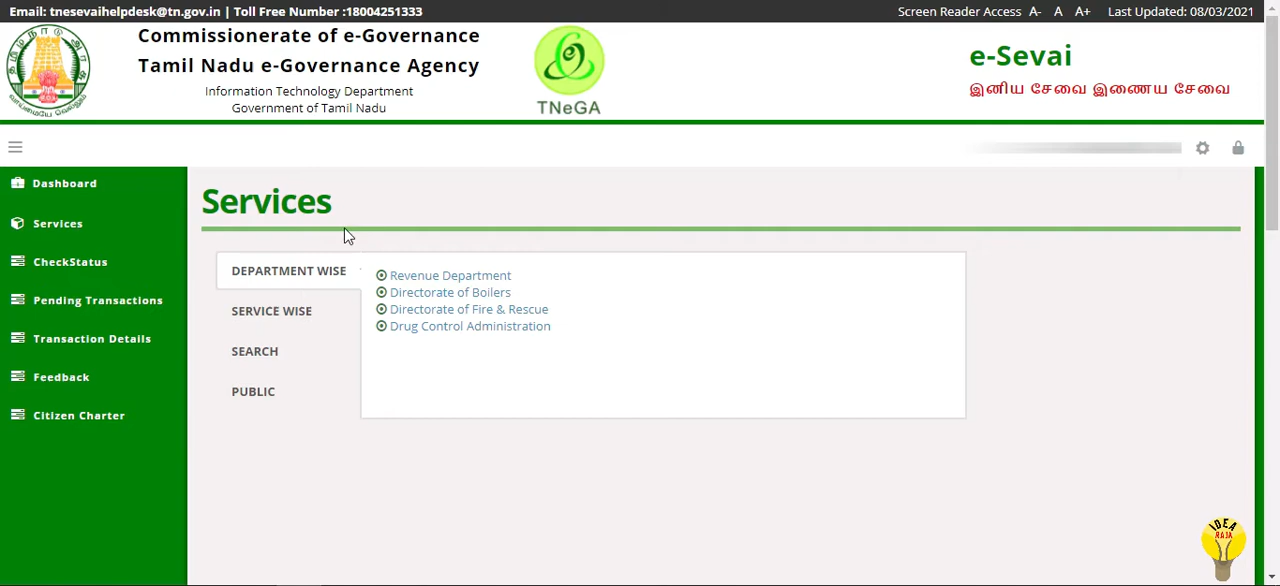 Email: tnesevaihelpdesk@tn.gov.in | Toll Free Number :18004251333
Screen Reader Access A- A A+ Last Updated: 08/03/2021
Commissionerate of e-Governance
Tamil Nadu e-Governance Agency
Information Technology Department
Government of Tamil Nadu
TNeGA
e-Sevai
இனிய சேவை இணைய சேவை
Dashboard
Services
CheckStatus
Pending Transactions
Transaction Details
Feedback
Citizen Charter
Services
DEPARTMENT WISE
SERVICE WISE
SEARCH
PUBLIC
Revenue Department
Directorate of Boilers
Directorate of Fire & Rescue
Drug Control Administration
IDEA
RAJA